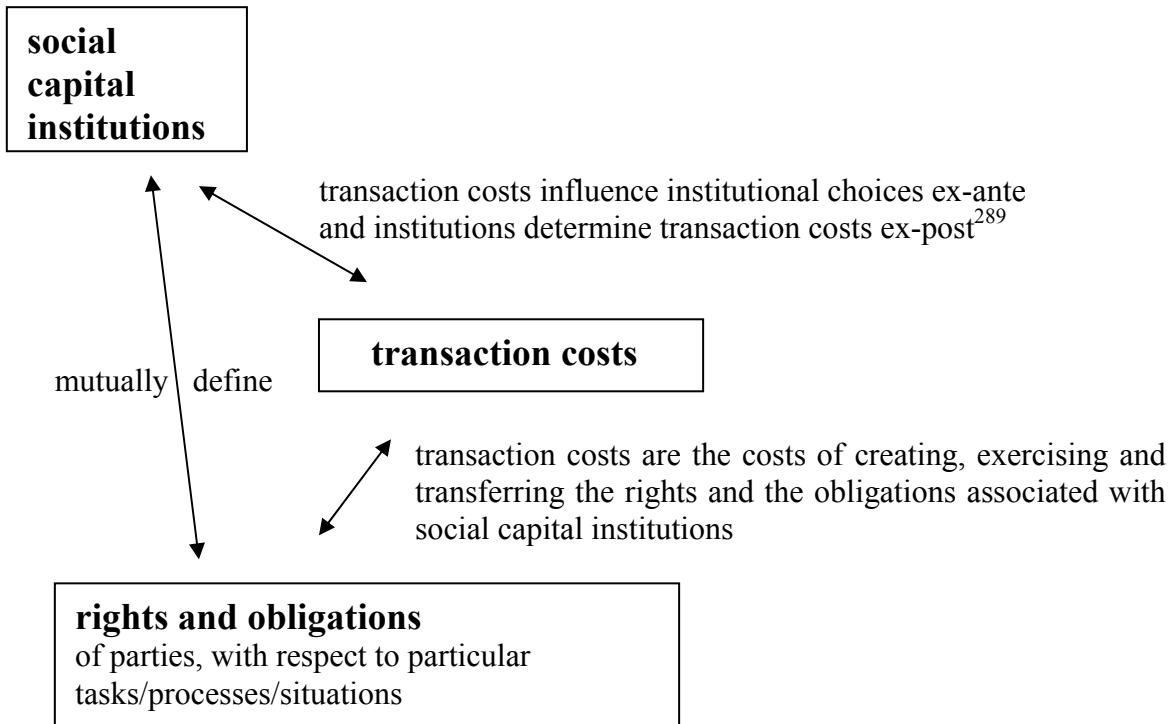 social
capital
institutions
transaction costs influence institutional choices ex-ante
and institutions determine transaction costs ex-post289
transaction costs
mutually define
transaction costs are the costs of creating, exercising and
transferring the rights and the obligations associated with
social capital institutions
rights and obligations
of parties, with respect to particular
tasks/processes/situations